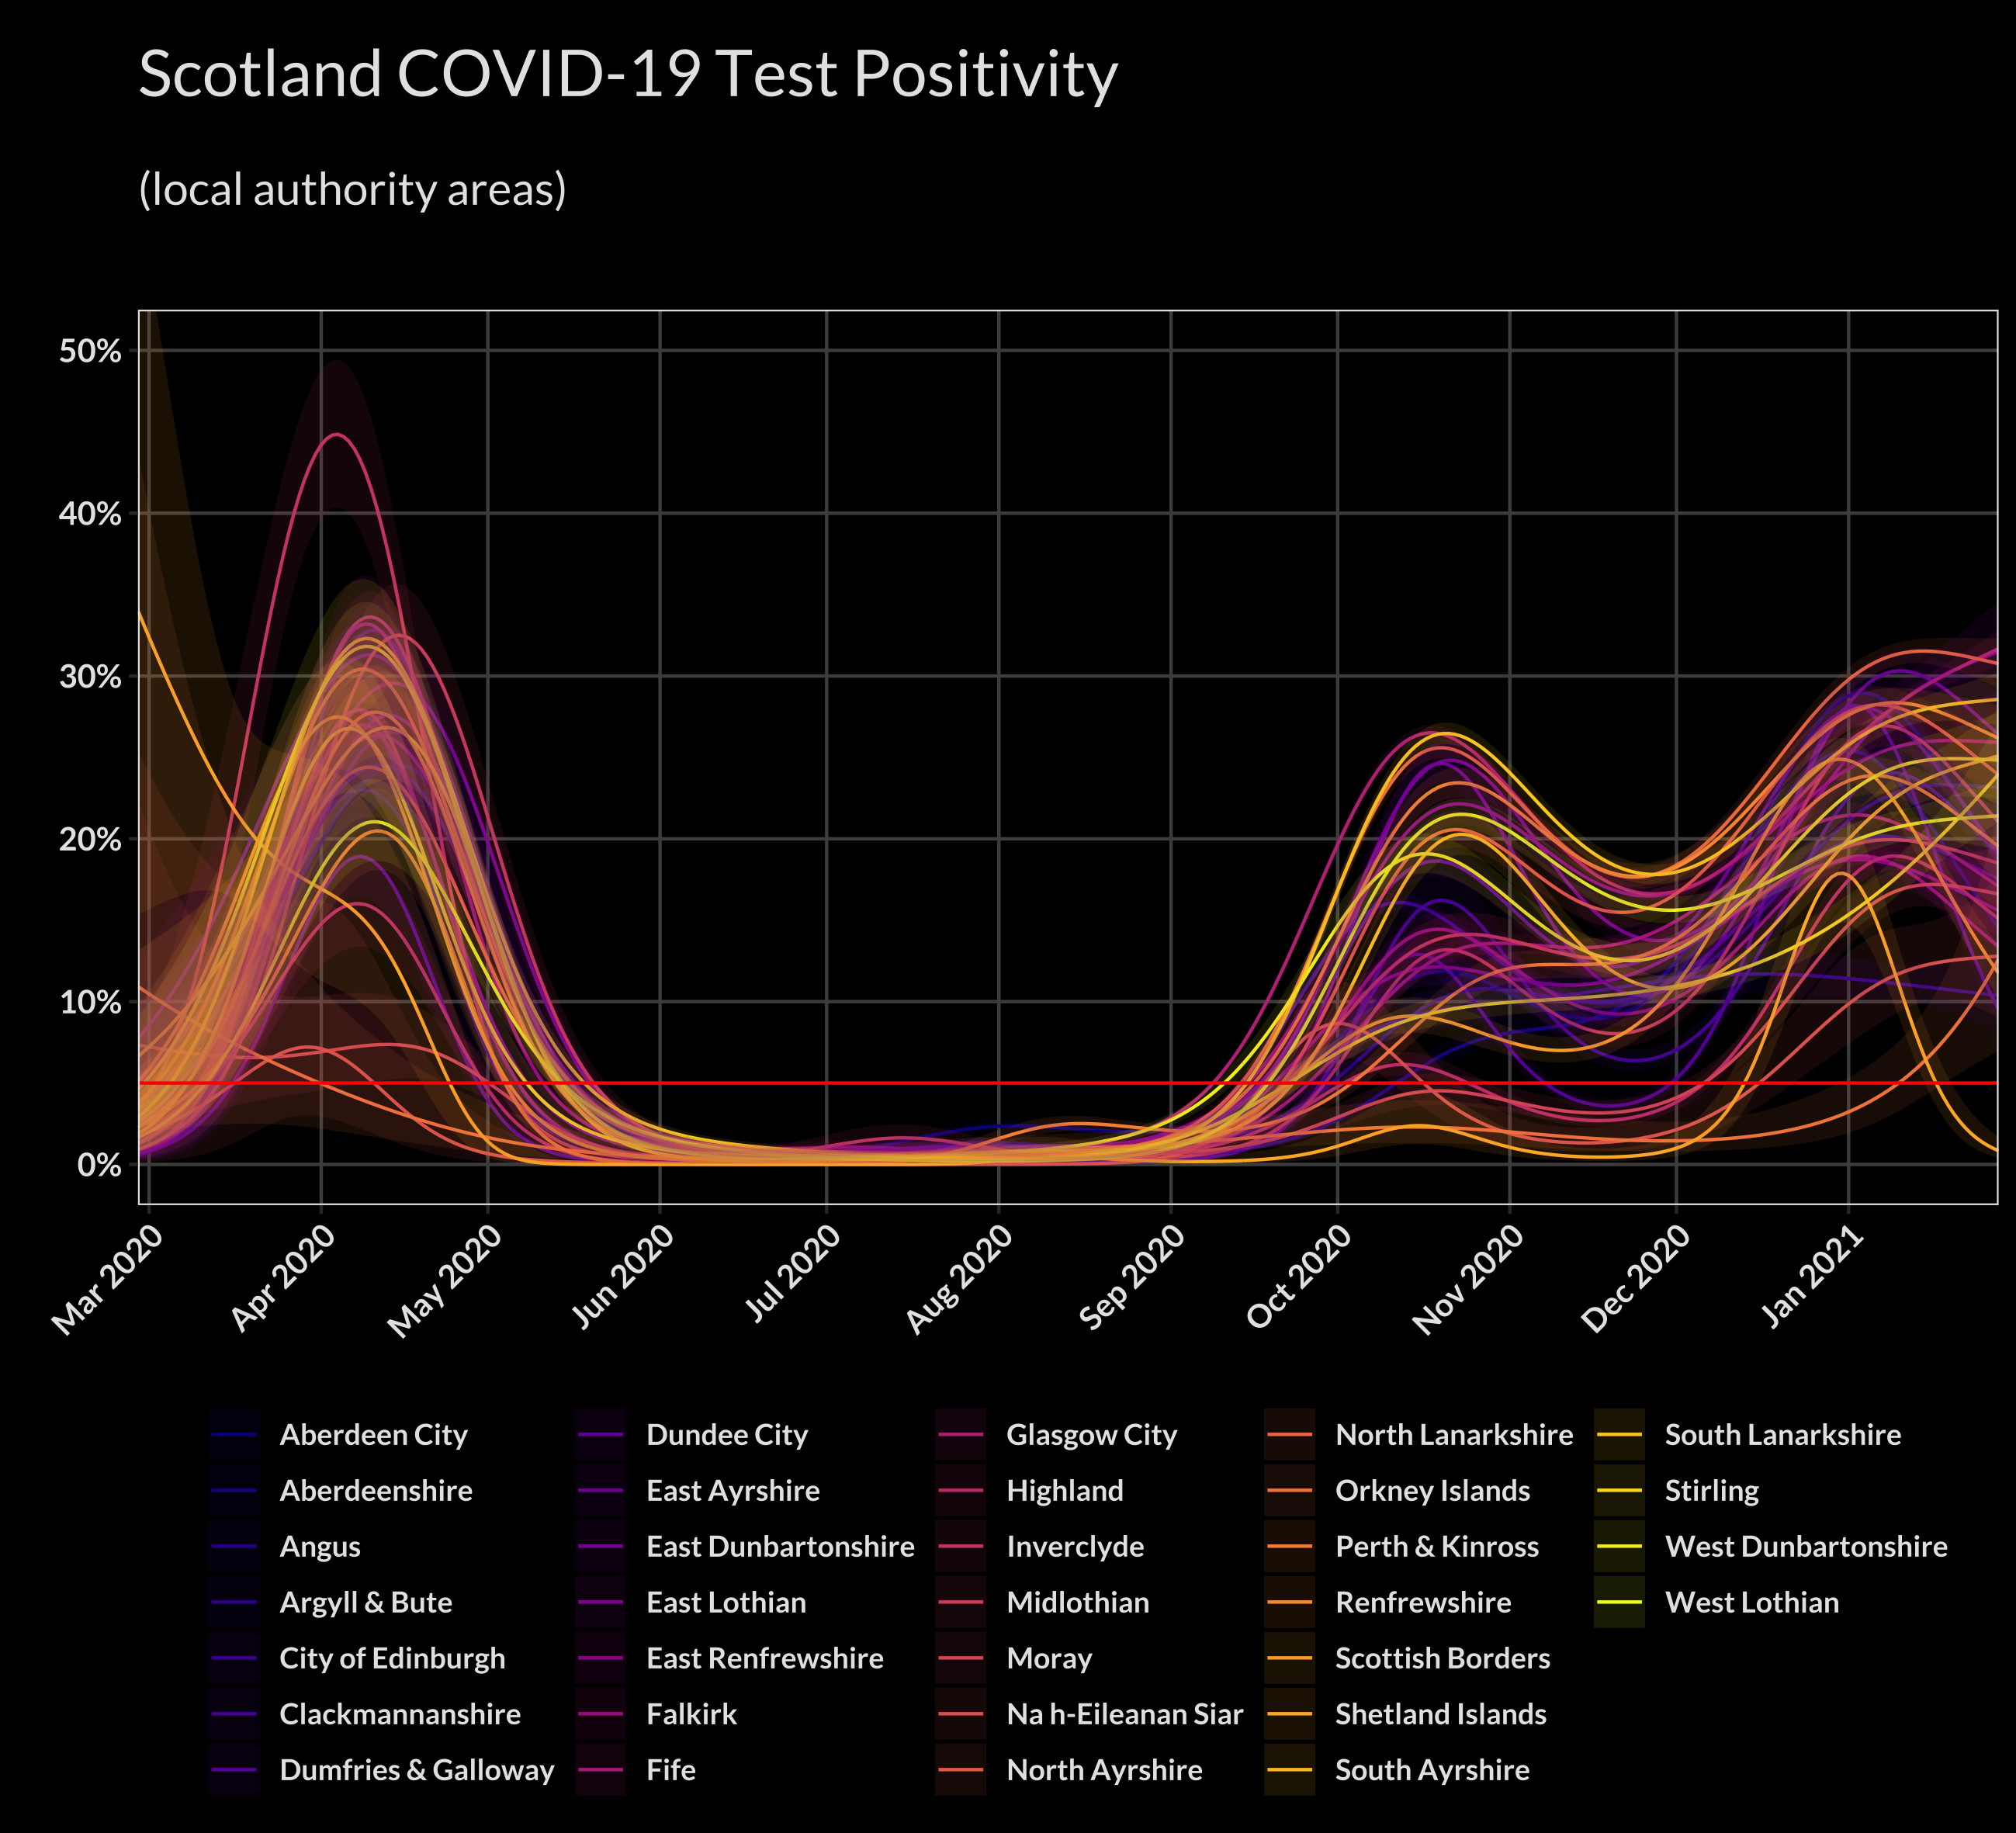 Scotland COVID-19 Test Positivity
(local authority areas)
50%
40%
30%
20%
10%
0%
Mar 2020
Apr 2020
May 2020
Jun 2020
Jul 2020
Aug 2020
Sep 2020
Oct 2020
Nov 2020
Dec 2020
Jan 2021
Aberdeen City
Aberdeenshire
Angus
Argyll & Bute
City of Edinburgh
Clackmannanshire
Dumfries & Galloway
Dundee City
East Ayrshire
East Dunbartonshire
East Lothian
East Renfrewshire
Falkirk
Fife
Glasgow City
Highland
Inverclyde
Midlothian
Moray
Na h-Eileanan Siar
North Ayrshire
North Lanarkshire
Orkney Islands
Perth & Kinross
Renfrewshire
Scottish Borders
Shetland Islands
South Ayrshire
South Lanarkshire
Stirling
West Dunbartonshire
West Lothian